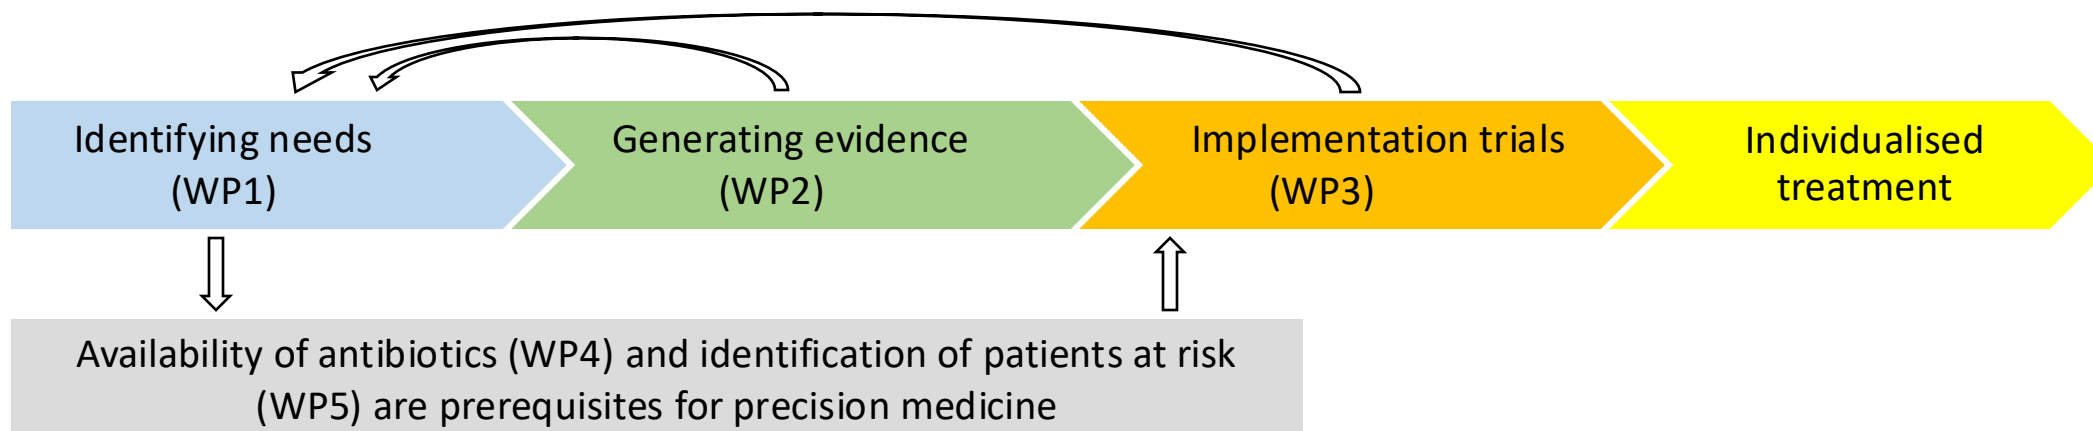 Identifying needs
(WP1)
Generating evidence
(WP2)
Implementation trials
(WP3)
Individualised
treatment
Availability of antibiotics (WP4) and identification of patients at risk
(WP5) are prerequisites for precision medicine